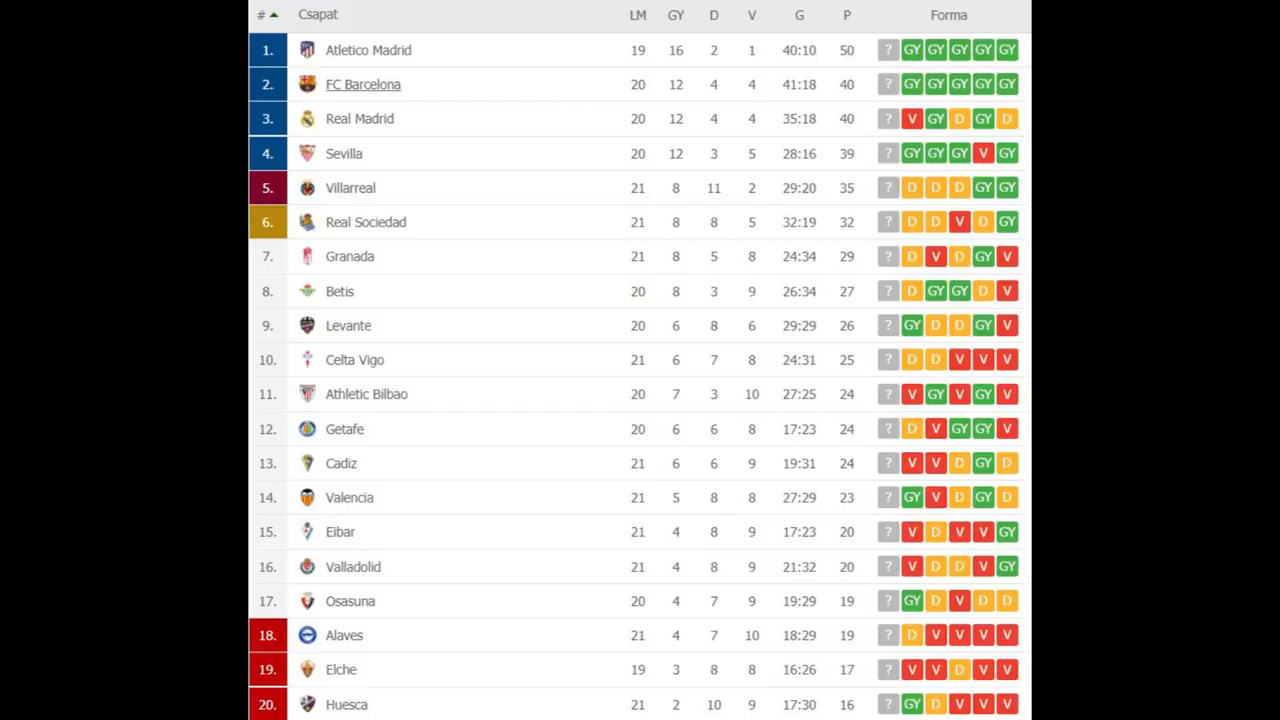 # Csapat LM GY D V G P Forma
1. Atletico Madrid 19 16 2 1 40:10 50 ? GY GY GY GY GY
2. FC Barcelona 20 12 4 4 41:18 40 ? GY GY GY GY GY
3. Real Madrid 20 12 4 4 35:18 40 ? V GY D GY D
4. Sevilla 20 12 3 5 28:16 39 ? GY GY GY V GY
5. Villarreal 21 8 11 2 29:20 35 ? D D D GY GY
6. Real Sociedad 21 8 8 5 32:19 32 ? D D V D GY
7. Granada 21 8 5 8 24:34 29 ? D V D GY V
8. Betis 20 8 3 9 26:34 27 ? D GY GY D V
9. Levante 20 6 8 6 29:29 26 ? GY D D GY V
10. Celta Vigo 21 6 7 8 24:31 25 ? D D V V V
11. Athletic Bilbao 20 7 3 10 27:25 24 ? V GY V GY V
12. Getafe 20 6 6 8 17:23 24 ? D V GY GY V
13. Cadiz 21 6 6 9 19:31 24 ? V V D GY D
14. Valencia 21 5 8 8 27:29 23 ? GY V D GY D
15. Eibar 21 4 8 9 17:23 20 ? V D V V GY
16. Valladolid 21 4 8 9 21:32 20 ? V D D V GY
17. Osasuna 20 4 7 9 19:29 19 ? GY D V D D
18. Alaves 21 4 7 10 18:29 19 ? D V V V V
19. Elche 19 3 8 8 16:26 17 ? V V D V V
20. Huesca 21 2 10 9 17:30 16 ? GY D V V V